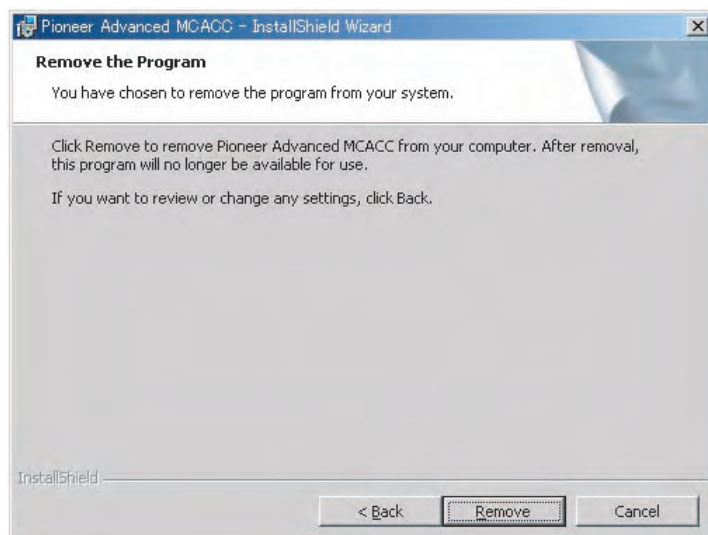 Pioneer Advanced MCACC - InstallShield Wizard
Remove the Program
You have chosen to remove the program from your system.
Click Remove to remove Pioneer Advanced MCACC from your computer. After removal,
this program will no longer be available for use.
If you want to review or change any settings, click Back.
InstallShield
< Back
Remove
Cancel